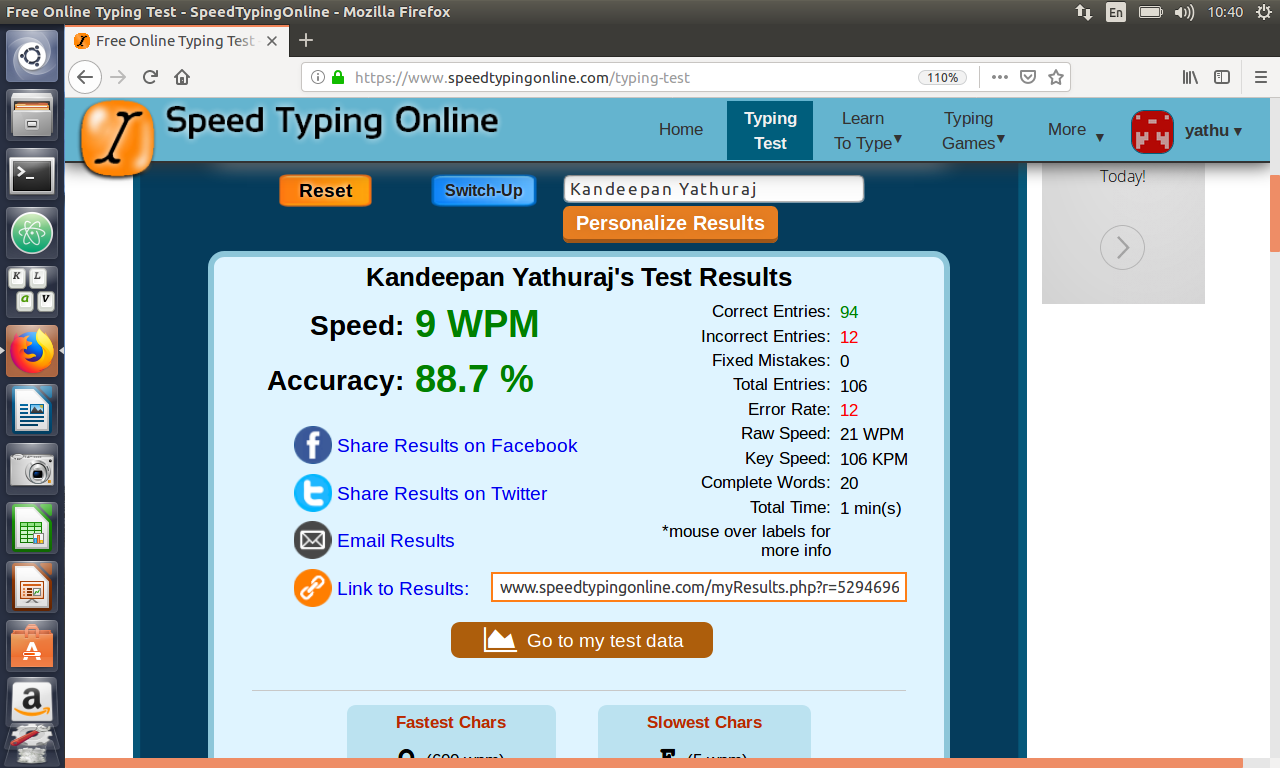 Free Online Typing Test - SpeedTypingOnline - Mozilla Firefox
En
10:40
Free Online Typing Test -
https://www.speedtypingonline.com/typing-test
110%
Speed Typing Online
Home
Typing Test
Learn To Type
Typing Games
More
yathu
Reset
Switch-Up
Kandeepan Yathuraj
Personalize Results
Today!
Kandeepan Yathuraj's Test Results
Speed: 9 WPM
Accuracy: 88.7 %
Correct Entries: 94
Incorrect Entries: 12
Fixed Mistakes: 0
Total Entries: 106
Error Rate: 12
Raw Speed: 21 WPM
Key Speed: 106 KPM
Complete Words: 20
Total Time: 1 min(s)
*mouse over labels for
more info
Share Results on Facebook
Share Results on Twitter
Email Results
Link to Results: www.speedtypingonline.com/myResults.php?r=5294696
Go to my test data
Fastest Chars
Slowest Chars
K L a v